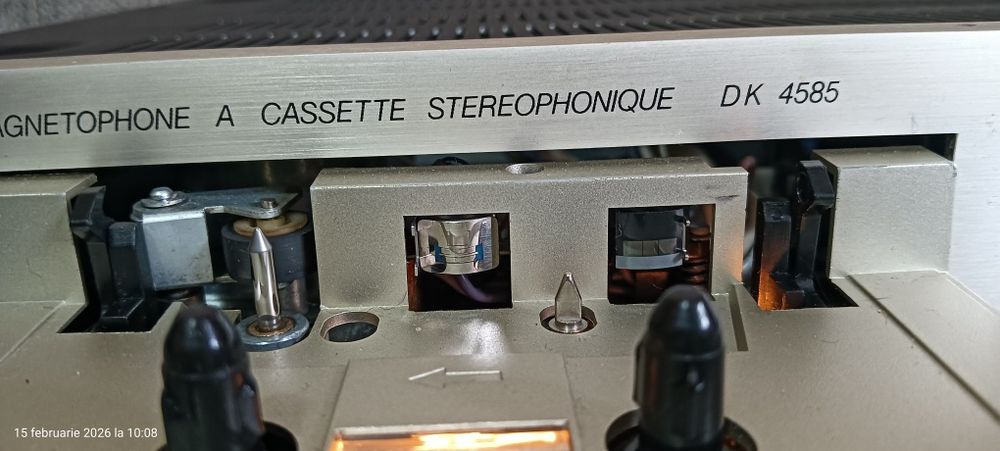 AGNETOPHONE A CASSETTE STEREOPHONIQUE DK 4585
15 februarie 2026 la 10:08